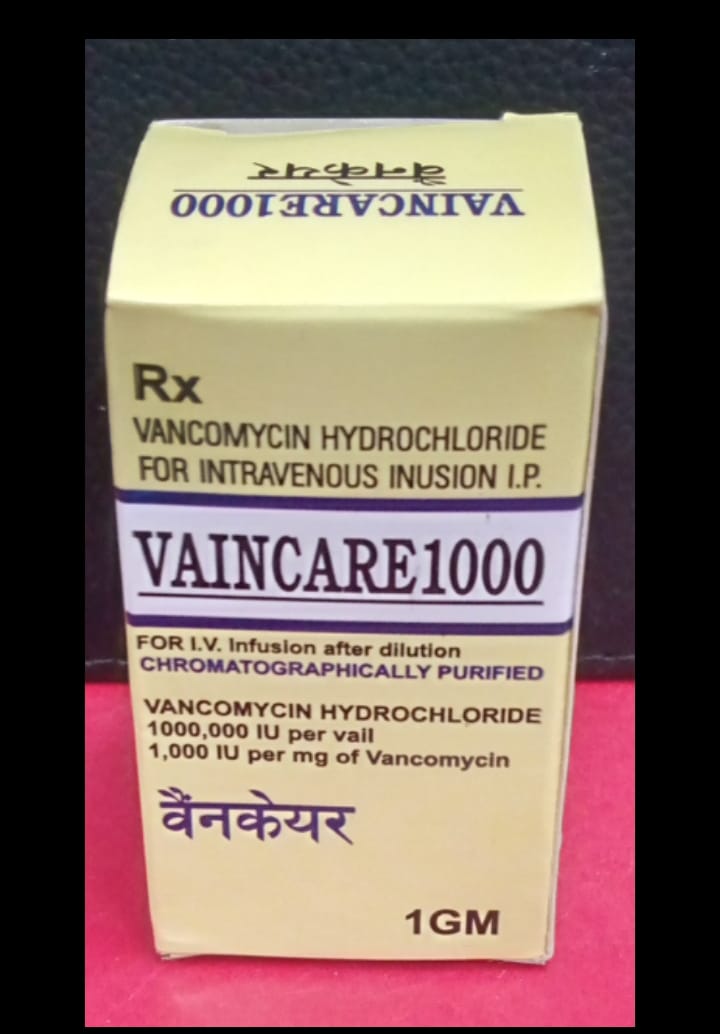 वैनकेयर
VAINCARE1000
Rx
VANCOMYCIN HYDROCHLORIDE
FOR INTRAVENOUS INUSION I.P.
VAINCARE1000
FOR I.V. Infusion after dilution
CHROMATOGRAPHICALLY PURIFIED
VANCOMYCIN HYDROCHLORIDE
1000,000 IU per vail
1,000 IU per mg of Vancomycin
वैंनकेयर
1GM